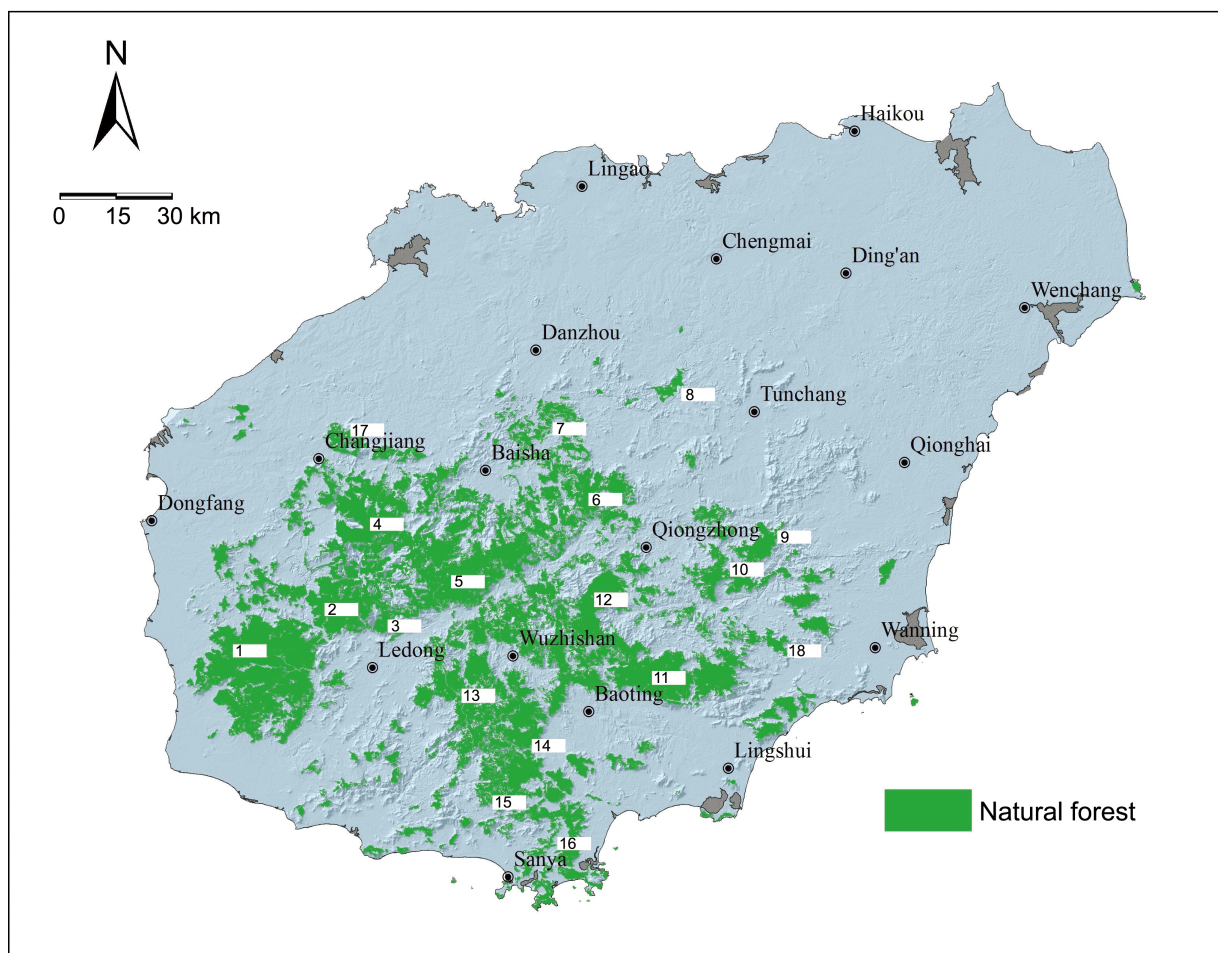 N
0 15 30 km
Haikou
Lingao
Chengmai
Ding'an
Wenchang
Danzhou
8
Tunchang
7
17
Changjiang
Baisha
Qionghai
6
Dongfang
4
Qiongzhong
9
10
5
12
2
3
Wanning
Wuzhishan
18
1
Ledong
11
13
Baoting
14
Lingshui
15
Natural forest
16
Sanya